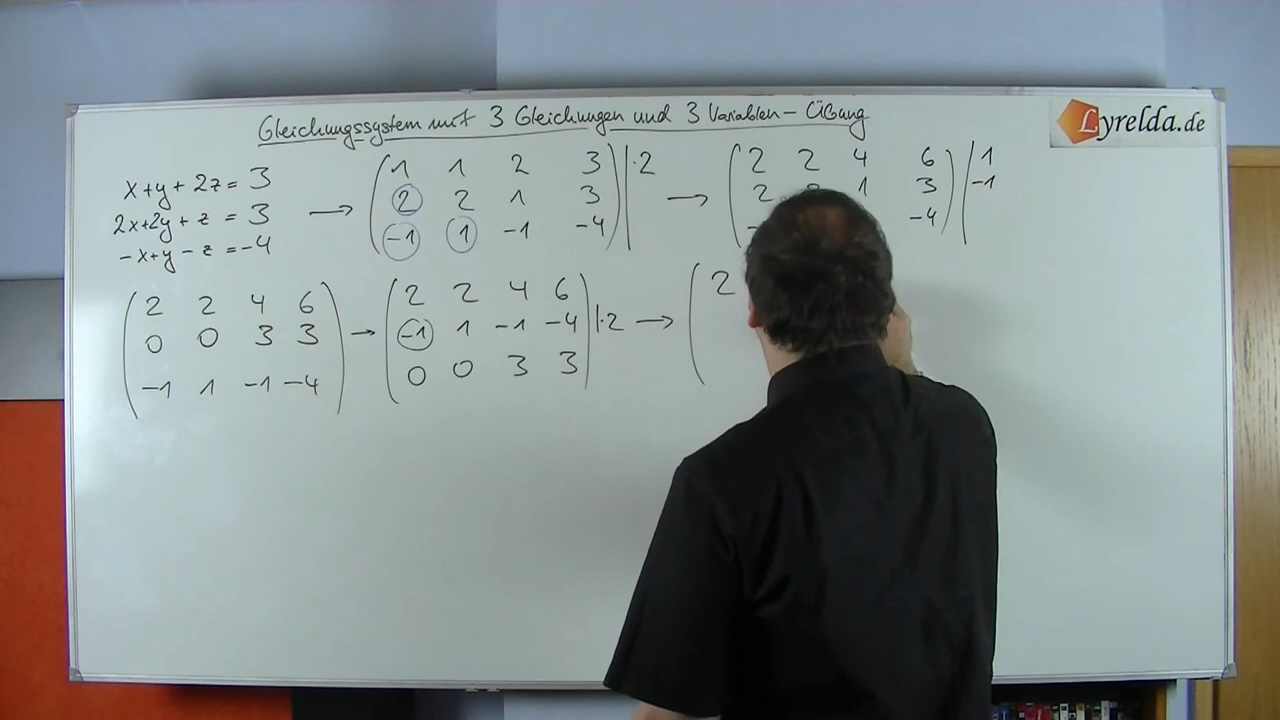 Gleichungssystem mit 3 Gleichungen und 3 Variablen – Übung
Lyrelda.de
x+y+2z=3
2x+2y+z=3
-x+y-z=-4
→
1 1 2 3 |·2
2 2 1 3
-1 1 -1 -4
→
2 2 4 6 | 1
2 1 3 | -1
-4
2 2 4 6
0 0 3 3
-1 1 -1 -4
→
2 2 4 6
-1 1 -1 -4 |·2
0 0 3 3
→
2